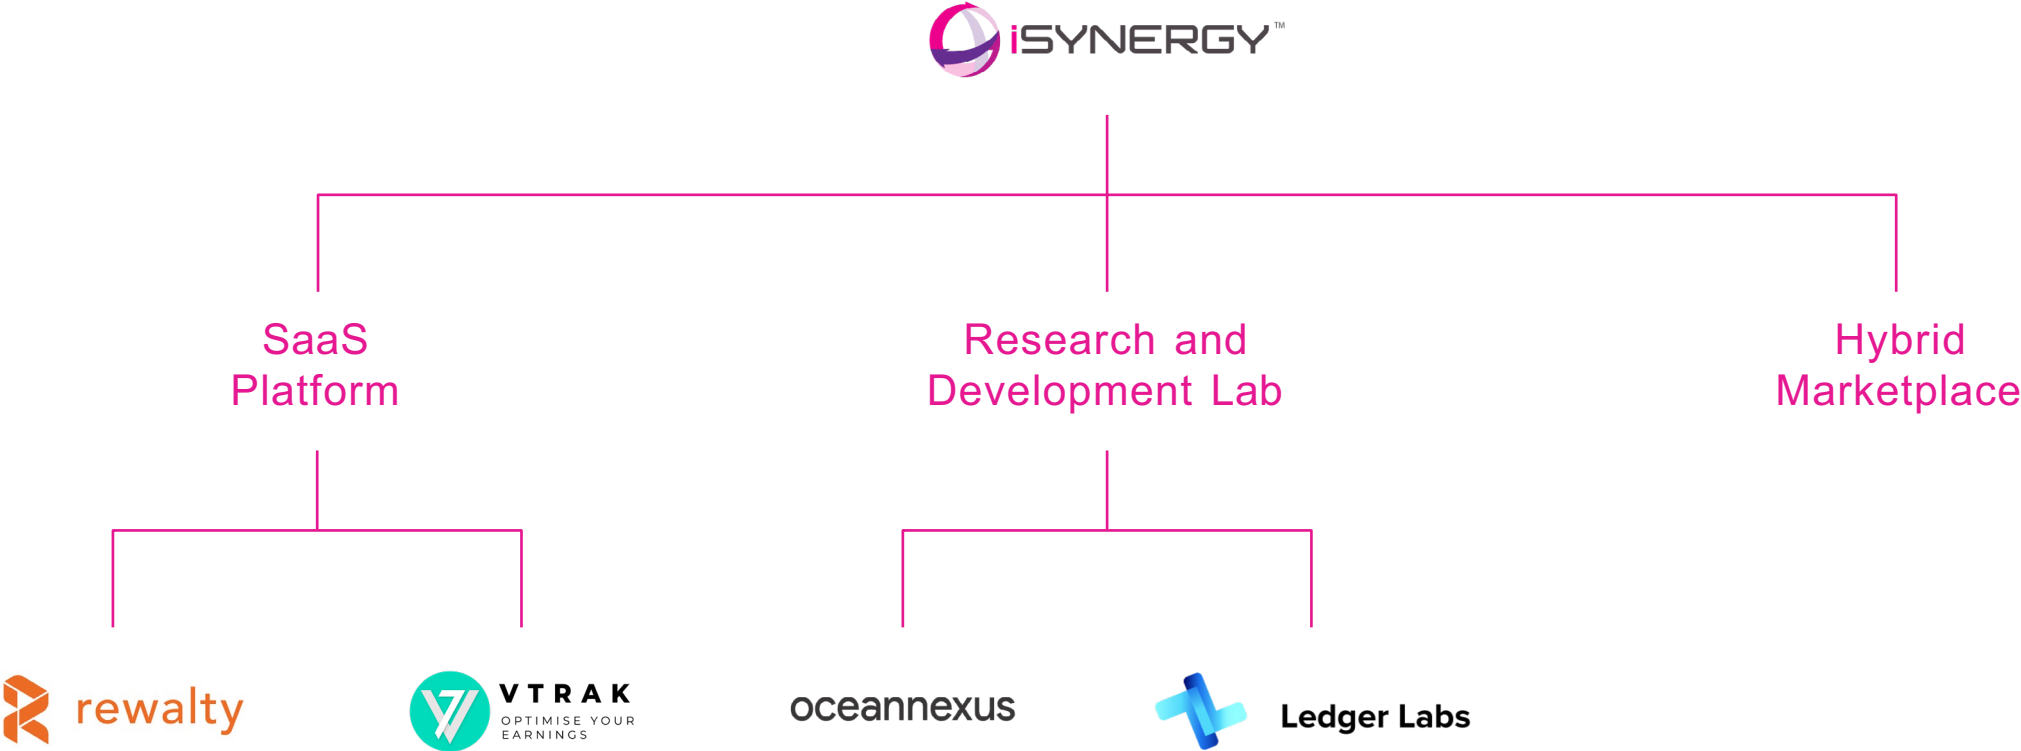 iSYNERGY™
SaaS
Platform
Research and
Development Lab
Hybrid
Marketplace
rewalty
VTRAK
OPTIMISE YOUR
EARNINGS
oceannexus
Ledger Labs